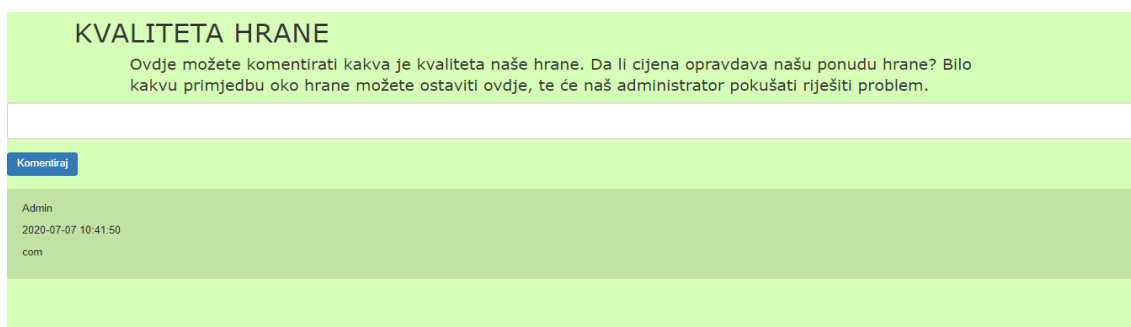 KVALITETA HRANE
Ovdje možete komentirati kakva je kvaliteta naše hrane. Da li cijena opravdava našu ponudu hrane? Bilo
kakvu primjedbu oko hrane možete ostaviti ovdje, te će naš administrator pokušati riješiti problem.
Komentiraj
Admin
2020-07-07 10:41:50
com